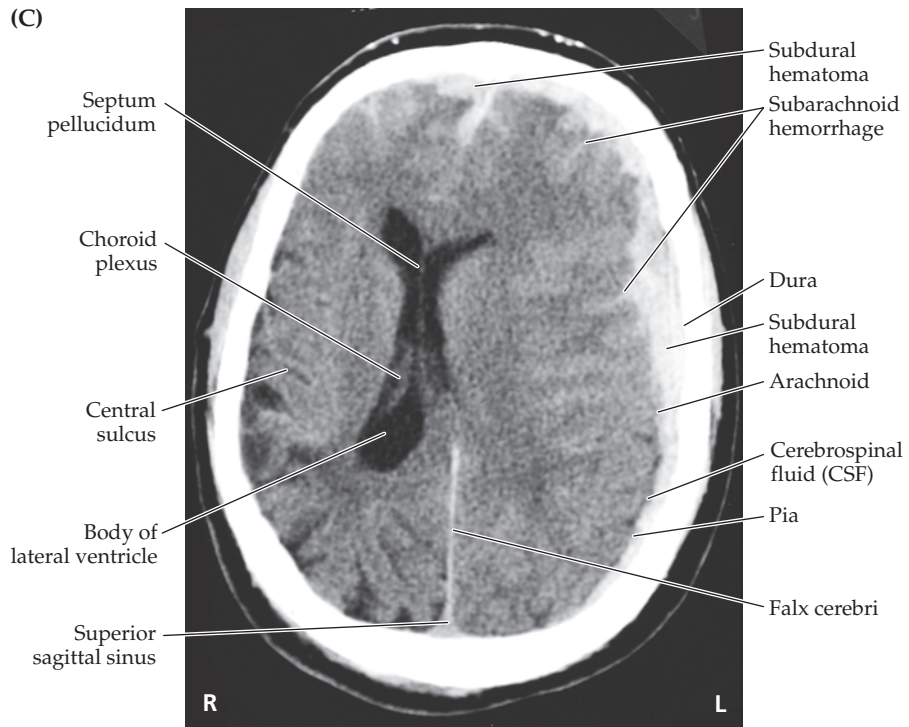 (C)
Septum
pellucidum
Choroid
plexus
Central
sulcus
Body of
lateral ventricle
Superior
sagittal sinus
Subdural
hematoma
Subarachnoid
hemorrhage
Dura
Subdural
hematoma
Arachnoid
Cerebrospinal
fluid (CSF)
Pia
Falx cerebri
R
L